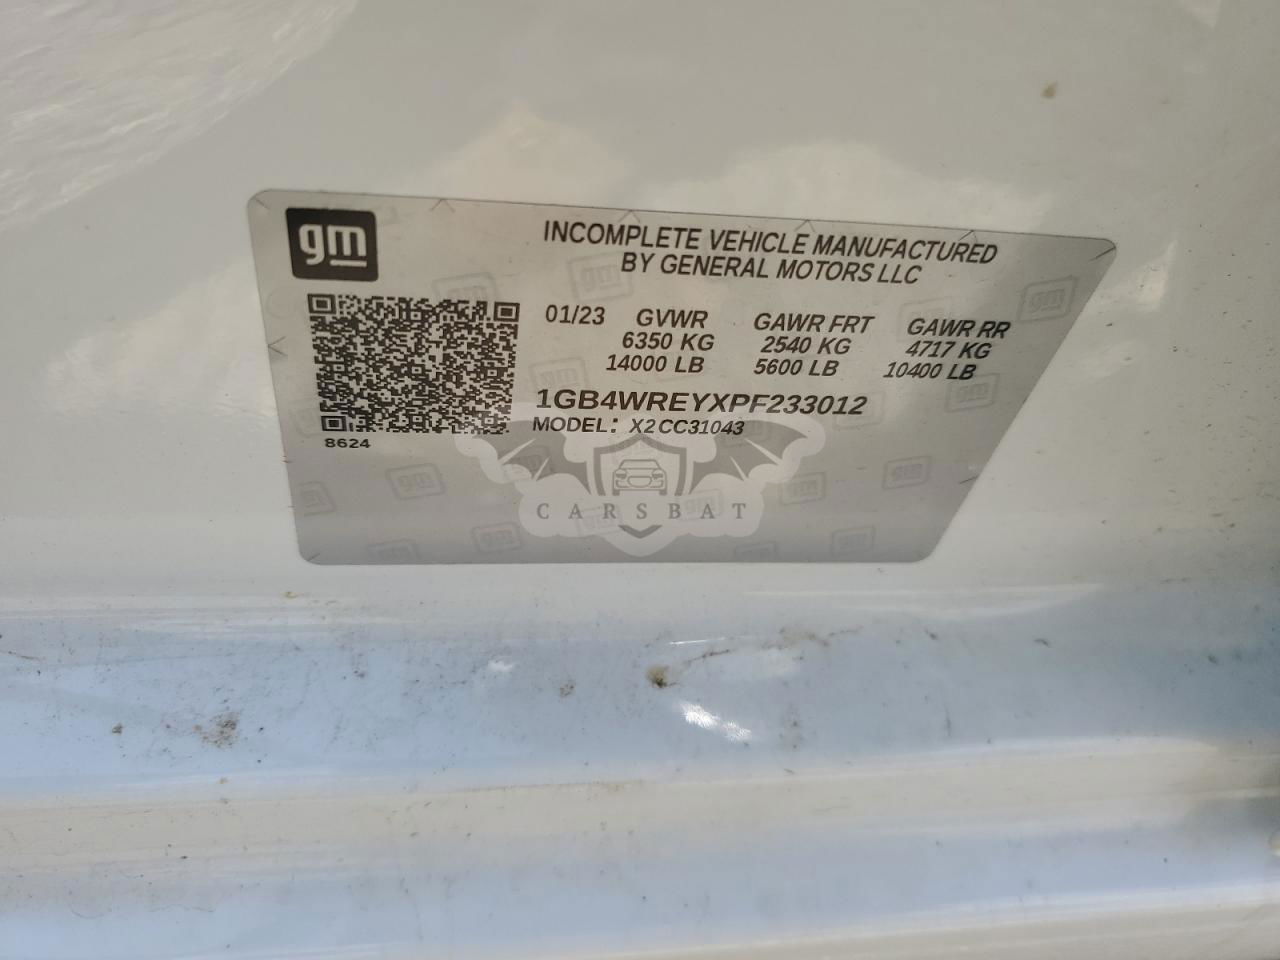 gm
INCOMPLETE VEHICLE MANUFACTURED
BY GENERAL MOTORS LLC
01/23 GVWR GAWR FRT GAWR RR
6350 KG 2540 KG 4717 KG
14000 LB 5600 LB 10400 LB
1GB4WREYXPF233012
MODEL: X2CC31043
8624
CARSBAT